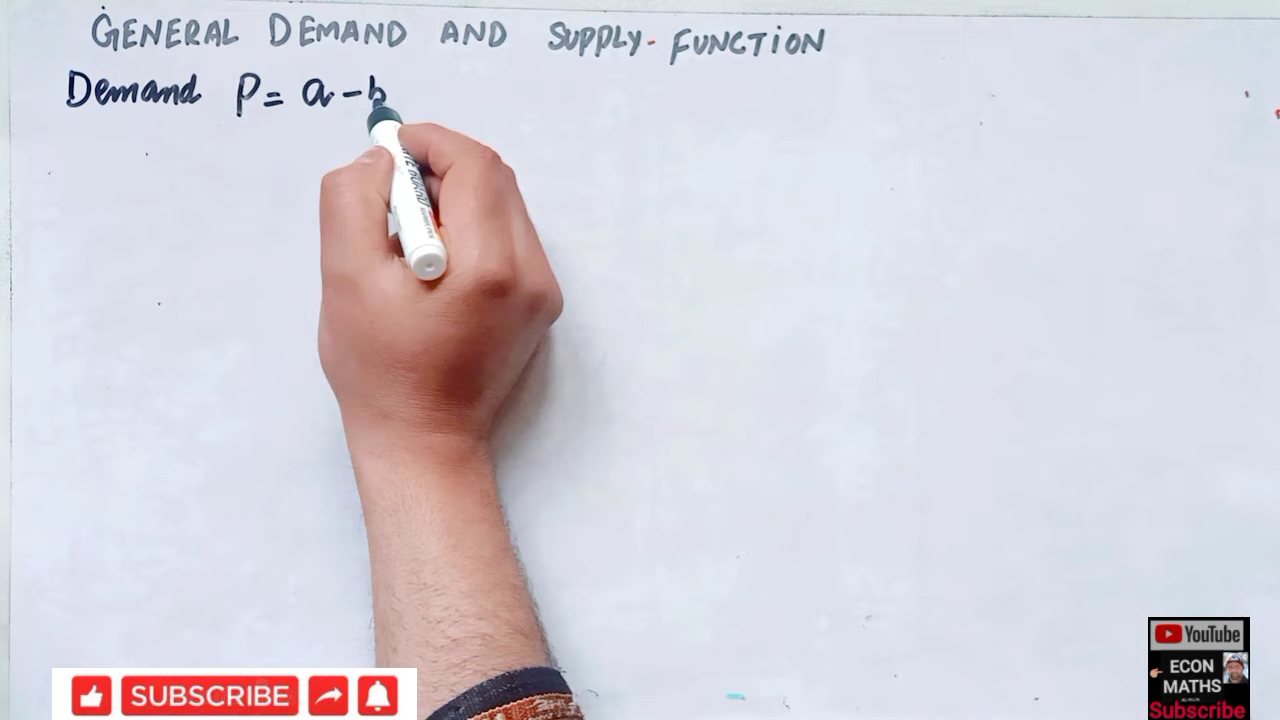 GENERAL DEMAND AND SUPPLY- FUNCTION
Demand P = a - b
SUBSCRIBE
YouTube
ECON
MATHS
Subscribe